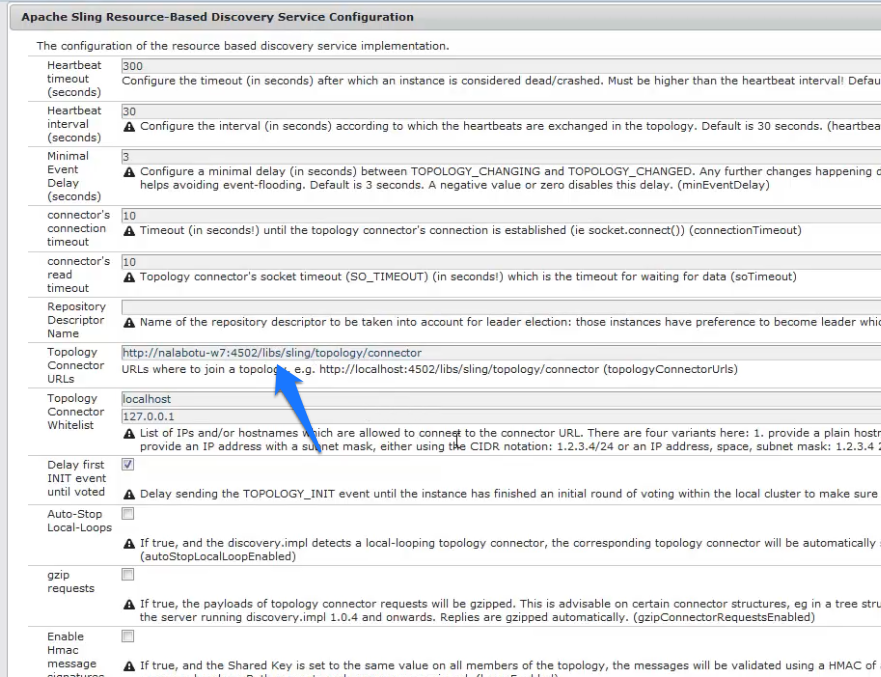 Apache Sling Resource-Based Discovery Service Configuration
The configuration of the resource based discovery service implementation.
Heartbeat
timeout
(seconds)
300
Configure the timeout (in seconds) after which an instance is considered dead/crashed. Must be higher than the heartbeat interval! Defau
Heartbeat
interval
(seconds)
30
Configure the interval (in seconds) according to which the heartbeats are exchanged in the topology. Default is 30 seconds. (heartbea
Minimal
Event
Delay
(seconds)
3
Configure a minimal delay (in seconds) between TOPOLOGY_CHANGING and TOPOLOGY_CHANGED. Any further changes happening d
helps avoiding event-flooding. Default is 3 seconds. A negative value or zero disables this delay. (minEventDelay)
connector's
connection
timeout
10
Timeout (in seconds!) until the topology connector's connection is established (ie socket.connect()) (connectionTimeout)
connector's
read
timeout
10
Topology connector's socket timeout (SO_TIMEOUT) (in seconds!) which is the timeout for waiting for data (soTimeout)
Repository
Descriptor
Name
Name of the repository descriptor to be taken into account for leader election: those instances have preference to become leader whic
Topology
Connector
URLs
http://nalabotu-w7:4502/libs/sling/topology/connector
URLs where to join a topology, e.g. http://localhost:4502/libs/sling/topology/connector (topologyConnectorUrls)
Topology
Connector
Whitelist
localhost
127.0.0.1
List of IPs and/or hostnames which are allowed to connect to the connector URL. There are four variants here: 1. provide a plain hostn
provide an IP address with a subnet mask, either using the CIDR notation: 1.2.3.4/24 or an IP address, space, subnet mask: 1.2.3.4 2
Delay first
INIT event
until voted
Delay sending the TOPOLOGY_INIT event until the instance has finished an initial round of voting within the local cluster to make sure
Auto-Stop
Local-Loops
If true, and the discovery.impl detects a local-looping topology connector, the corresponding topology connector will be automatically
(autoStopLocalLoopEnabled)
gzip
requests
If true, the payloads of topology connector requests will be gzipped. This is advisable on certain connector structures, eg in a tree stru
the server running discovery.impl 1.0.4 and onwards. Replies are gzipped automatically. (gzipConnectorRequestsEnabled)
Enable
Hmac
message
If true, and the Shared Key is set to the same value on all members of the topology, the messages will be validated using a HMAC of